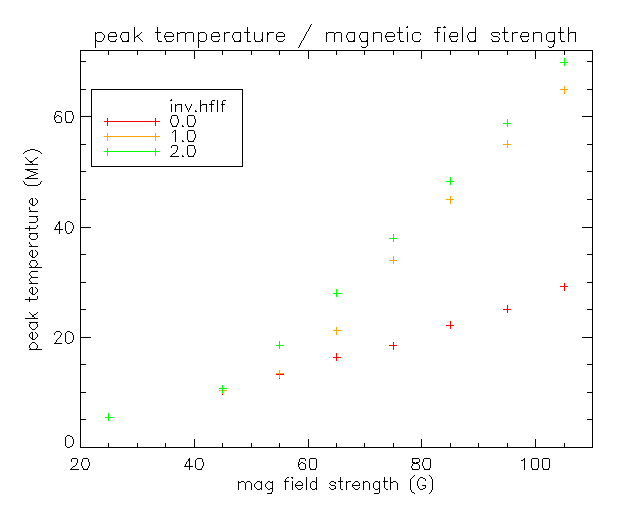 peak temperature / magnetic field strength
inv.hflf
0.0
1.0
2.0
60
40
20
0
peak temperature (MK)
20 40 60 80 100
mag field strength (G)